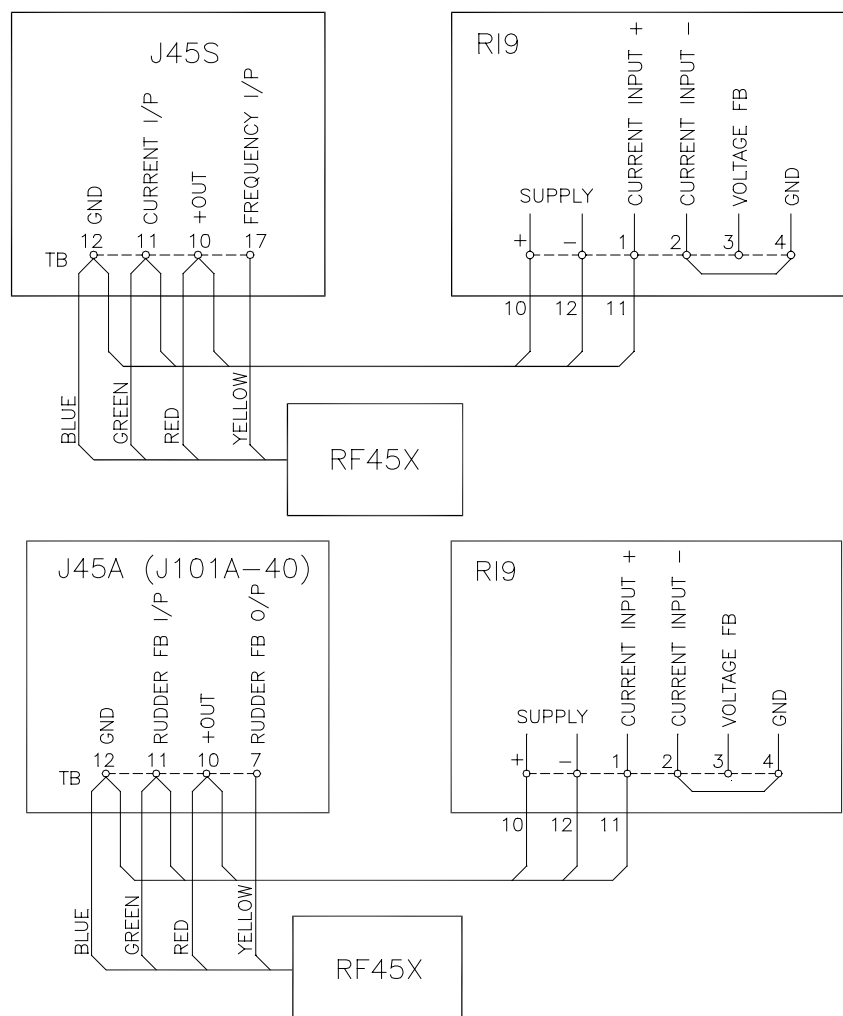 J45S
GND
CURRENT I/P
+OUT
FREQUENCY I/P
TB
12 11 10 17
BLUE
GREEN
RED
YELLOW
RF45X
RI9
SUPPLY
CURRENT INPUT +
CURRENT INPUT -
VOLTAGE FB
GND
+ - 1 2 3 4
10 12 11
J45A (J101A-40)
GND
RUDDER FB I/P
+OUT
RUDDER FB O/P
TB
12 11 10 7
BLUE
GREEN
RED
YELLOW
RF45X
RI9
SUPPLY
CURRENT INPUT +
CURRENT INPUT -
VOLTAGE FB
GND
+ - 1 2 3 4
10 12 11